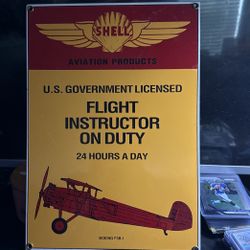 SHELL
AVIATION PRODUCTS
U.S. GOVERNMENT LICENSED
FLIGHT
INSTRUCTOR
ON DUTY
24 HOURS A DAY